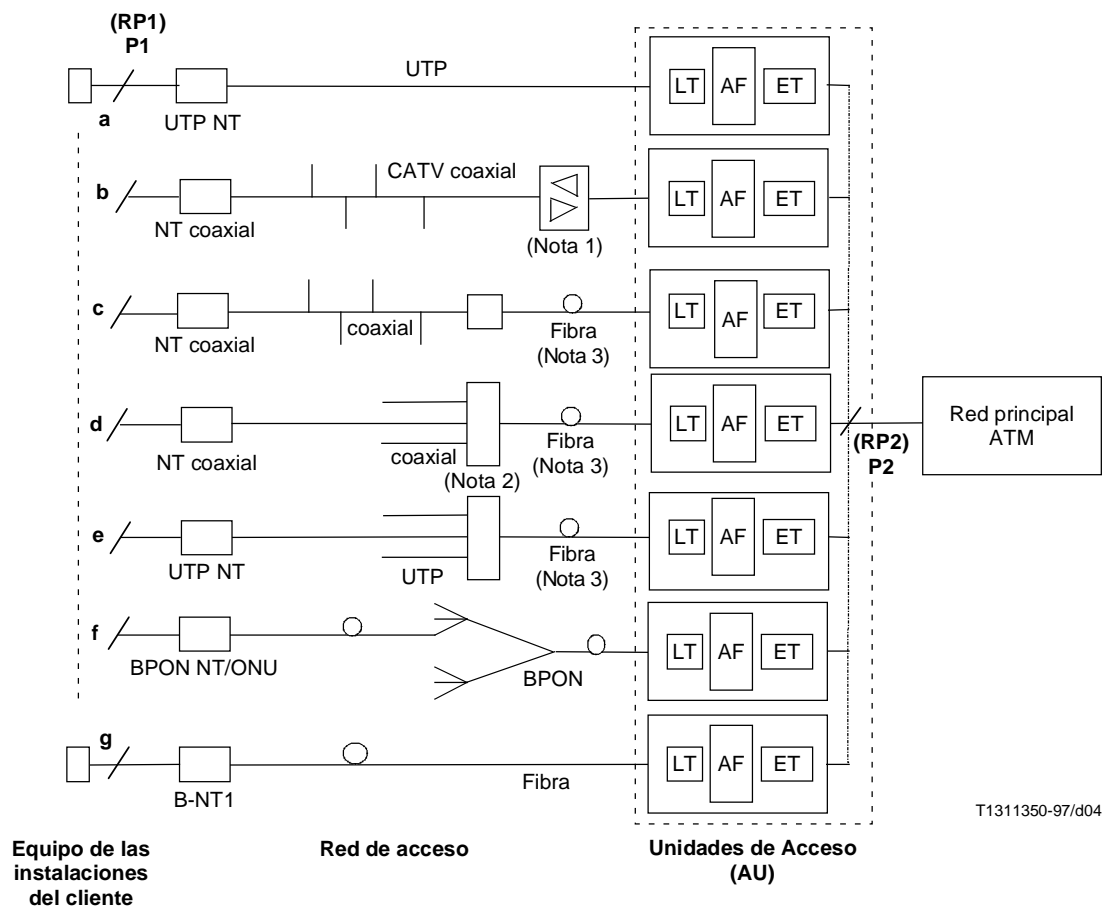 (RP1)
P1
UTP
LT AF ET
a
UTP NT
CATV coaxial
b
LT AF ET
NT coaxial
(Nota 1)
c
LT AF ET
NT coaxial
coaxial
Fibra
(Nota 3)
d
LT AF ET
Red principal
ATM
NT coaxial
coaxial
(Nota 2)
Fibra
(Nota 3)
(RP2)
P2
e
LT AF ET
UTP NT
UTP
Fibra
(Nota 3)
f
LT AF ET
BPON NT/ONU
BPON
g
LT AF ET
B-NT1
Fibra
T1311350-97/d04
Equipo de las
instalaciones
del cliente
Red de acceso
Unidades de Acceso
(AU)